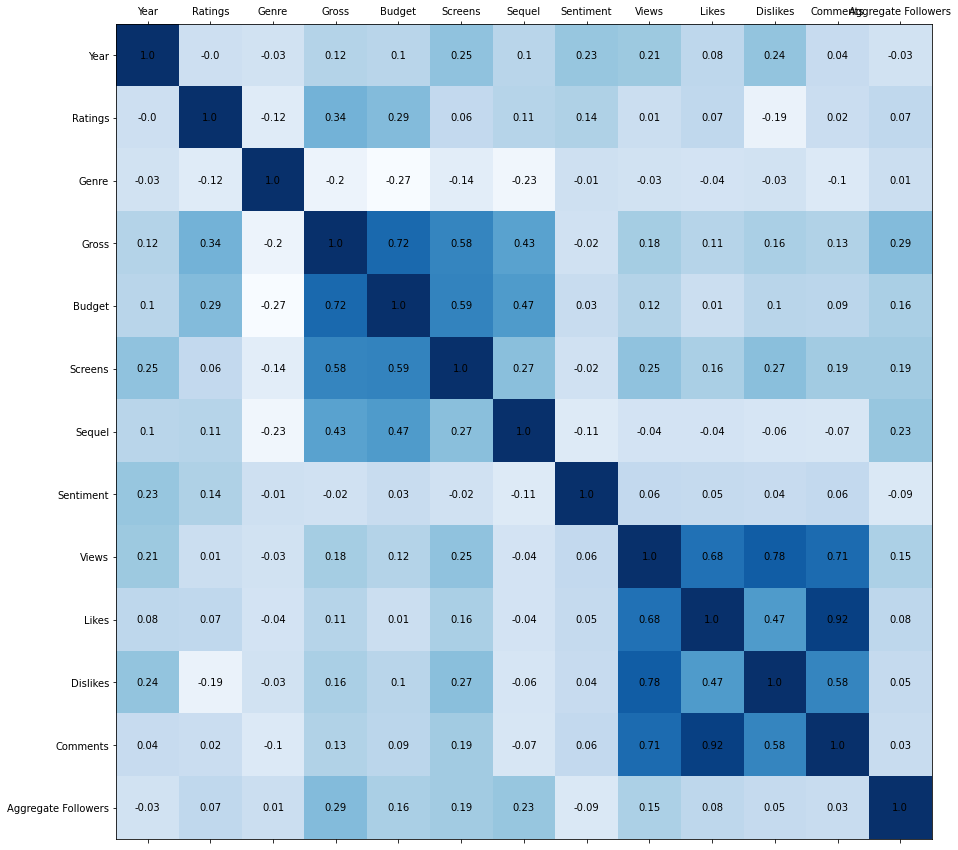 Year Ratings Genre Gross Budget Screens Sequel Sentiment Views Likes Dislikes Comments Aggregate Followers
Year 1.0 -0.0 -0.03 0.12 0.1 0.25 0.1 0.23 0.21 0.08 0.24 0.04 -0.03
Ratings -0.0 1.0 -0.12 0.34 0.29 0.06 0.11 0.14 0.01 0.07 -0.19 0.02 0.07
Genre -0.03 -0.12 1.0 -0.2 -0.27 -0.14 -0.23 -0.01 -0.03 -0.04 -0.03 -0.1 0.01
Gross 0.12 0.34 -0.2 1.0 0.72 0.58 0.43 -0.02 0.18 0.11 0.16 0.13 0.29
Budget 0.1 0.29 -0.27 0.72 1.0 0.59 0.47 0.03 0.12 0.01 0.1 0.09 0.16
Screens 0.25 0.06 -0.14 0.58 0.59 1.0 0.27 -0.02 0.25 0.16 0.27 0.19 0.19
Sequel 0.1 0.11 -0.23 0.43 0.47 0.27 1.0 -0.11 -0.04 -0.04 -0.06 -0.07 0.23
Sentiment 0.23 0.14 -0.01 -0.02 0.03 -0.02 -0.11 1.0 0.06 0.05 0.04 0.06 -0.09
Views 0.21 0.01 -0.03 0.18 0.12 0.25 -0.04 0.06 1.0 0.68 0.78 0.71 0.15
Likes 0.08 0.07 -0.04 0.11 0.01 0.16 -0.04 0.05 0.68 1.0 0.47 0.92 0.08
Dislikes 0.24 -0.19 -0.03 0.16 0.1 0.27 -0.06 0.04 0.78 0.47 1.0 0.58 0.05
Comments 0.04 0.02 -0.1 0.13 0.09 0.19 -0.07 0.06 0.71 0.92 0.58 1.0 0.03
Aggregate Followers -0.03 0.07 0.01 0.29 0.16 0.19 0.23 -0.09 0.15 0.08 0.05 0.03 1.0